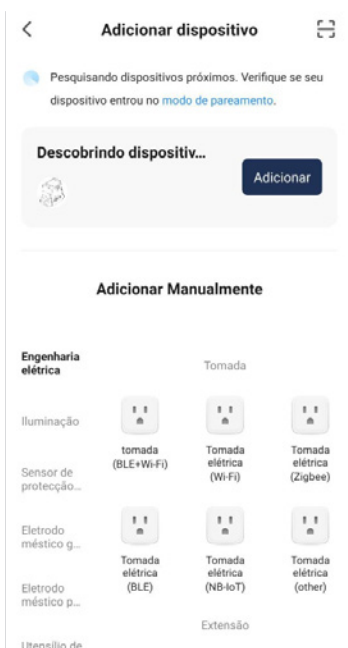 Adicionar dispositivo
Pesquisando dispositivos próximos. Verifique se seu
dispositivo entrou no modo de pareamento.
Descobrindo dispositiv...
Adicionar
Adicionar Manualmente
Engenharia
elétrica
Iluminação
Sensor de
protecção...
Eletrodo
méstico g...
Eletrodo
méstico p...
Utensílio de
Tomada
tomada
(BLE+Wi-Fi)
Tomada
elétrica
(Wi-Fi)
Tomada
elétrica
(Zigbee)
Tomada
elétrica
(BLE)
Tomada
elétrica
(NB-IoT)
Tomada
elétrica
(other)
Extensão